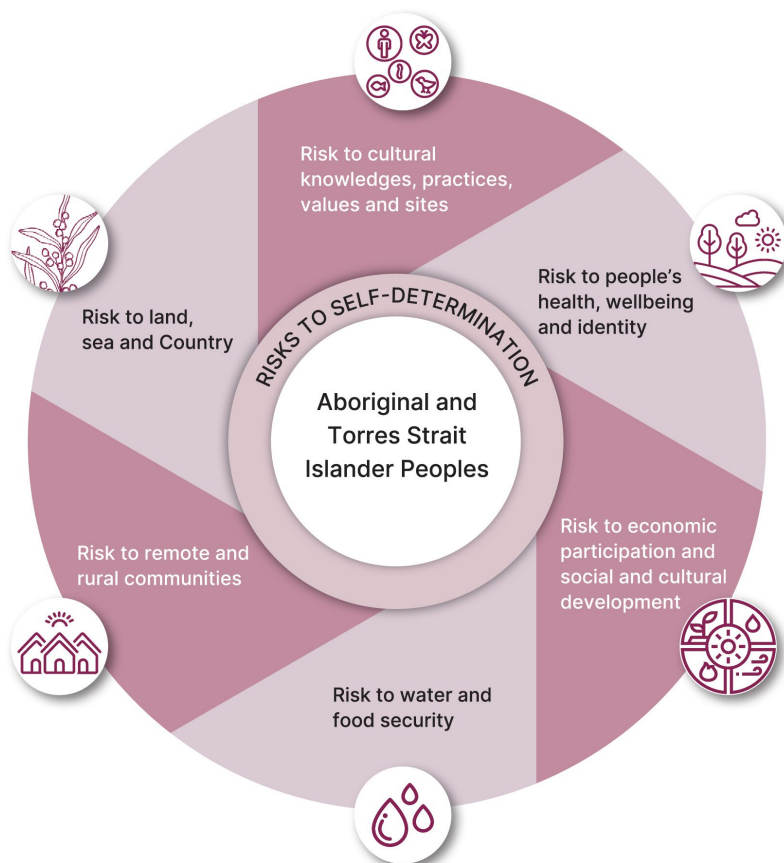 Risk to cultural
knowledges, practices,
values and sites
Risk to people's
health, wellbeing
and identity
Risk to land,
sea and Country
RISKS TO SELF-DETERMINATION
Aboriginal and
Torres Strait
Islander Peoples
Risk to economic
participation and
social and cultural
development
Risk to remote and
rural communities
Risk to water and
food security